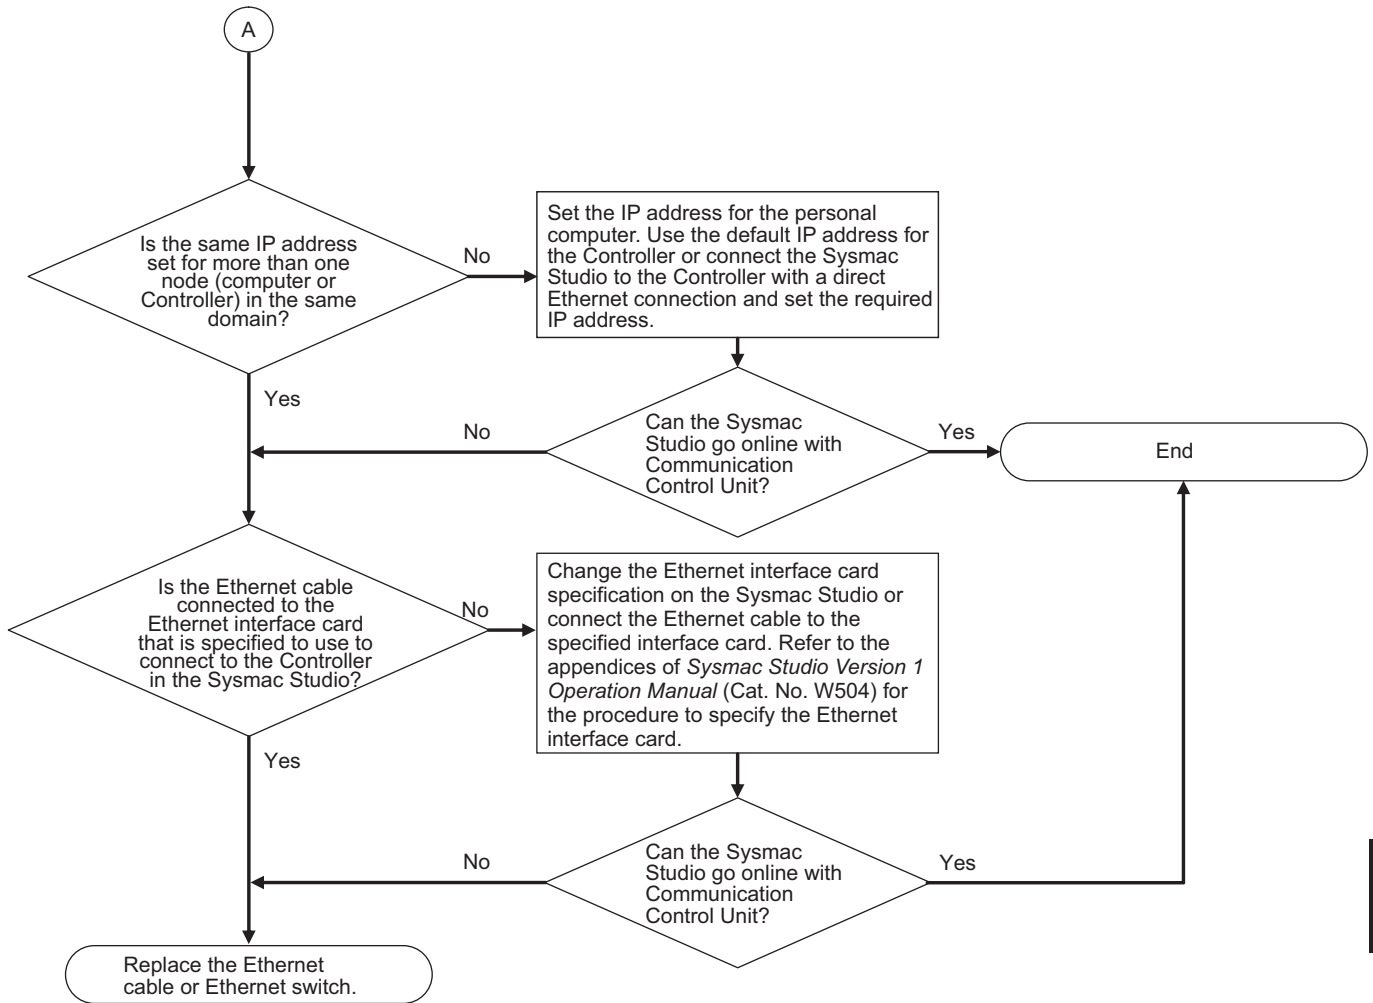 A
Is the same IP address
set for more than one
node (computer or
Controller) in the same
domain?
No
Set the IP address for the personal
computer. Use the default IP address for
the Controller or connect the Sysmac
Studio to the Controller with a direct
Ethernet connection and set the required
IP address.
Yes
No
Can the Sysmac
Studio go online with
Communication
Control Unit?
Yes
End
Is the Ethernet cable
connected to the
Ethernet interface card
that is specified to use to
connect to the Controller
in the Sysmac Studio?
No
Change the Ethernet interface card
specification on the Sysmac Studio or
connect the Ethernet cable to the
specified interface card. Refer to the
appendices of Sysmac Studio Version 1
Operation Manual (Cat. No. W504) for
the procedure to specify the Ethernet
interface card.
Yes
No
Can the Sysmac
Studio go online with
Communication
Control Unit?
Yes
Replace the Ethernet
cable or Ethernet switch.